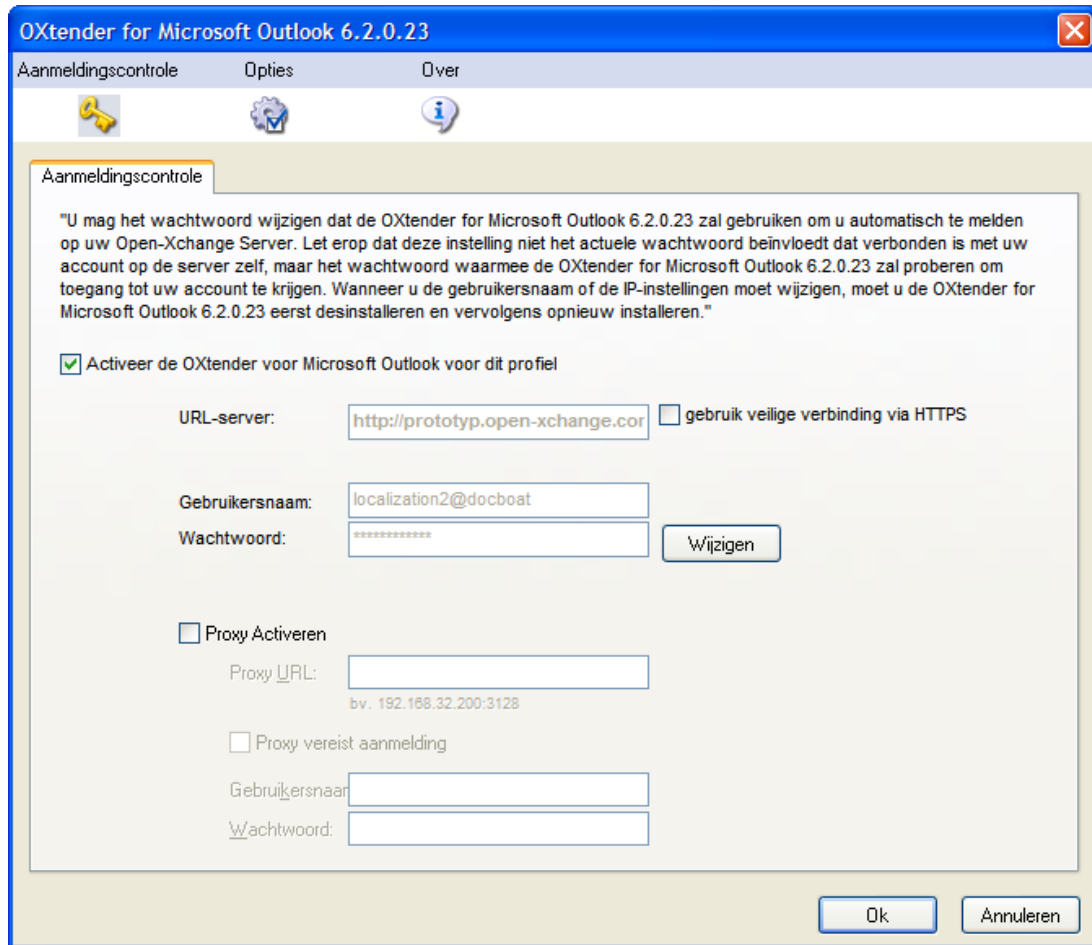 OXtender for Microsoft Outlook 6.2.0.23
Aanmeldingscontrole Opties Over
Aanmeldingscontrole
"U mag het wachtwoord wijzigen dat de OXtender for Microsoft Outlook 6.2.0.23 zal gebruiken om u automatisch te melden
op uw Open-Xchange Server. Let erop dat deze instelling niet het actuele wachtwoord beïnvloedt dat verbonden is met uw
account op de server zelf, maar het wachtwoord waarmee de OXtender for Microsoft Outlook 6.2.0.23 zal proberen om
toegang tot uw account te krijgen. Wanneer u de gebruikersnaam of de IP-instellingen moet wijzigen, moet u de OXtender for
Microsoft Outlook 6.2.0.23 eerst desinstalleren en vervolgens opnieuw installeren."
Activeer de OXtender voor Microsoft Outlook voor dit profiel
URL-server: http://prototyp.open-xchange.cor gebruik veilige verbinding via HTTPS
Gebruikersnaam: localization2@docboat
Wachtwoord: ************ Wijzigen
Proxy Activeren
Proxy URL:
bv. 192.168.32.200:3128
Proxy vereist aanmelding
Gebruikersnaar
Wachtwoord:
Ok Annuleren